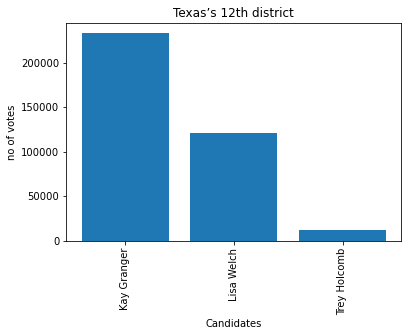 Texas’s 12th district
no of votes
200000
150000
100000
50000
0
Kay Granger
Lisa Welch
Trey Holcomb
Candidates